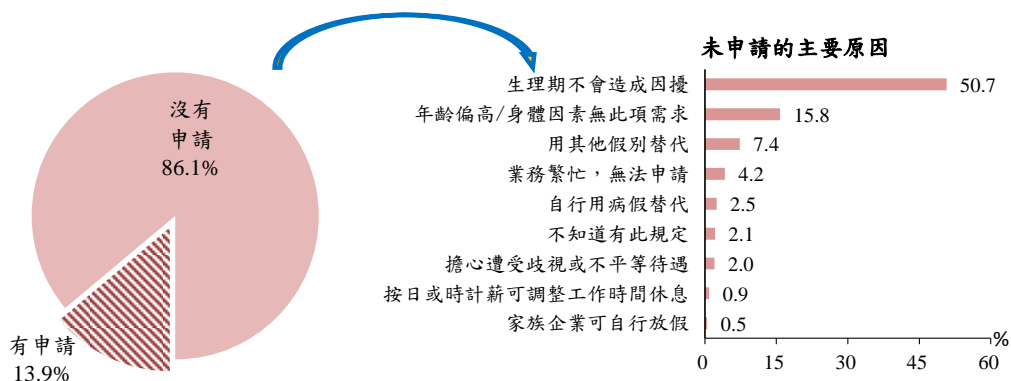 沒有
申請
86.1%
有申請
13.9%
未申請的主要原因
生理期不會造成困擾 50.7
年齡偏高/身體因素無此項需求 15.8
用其他假別替代 7.4
業務繁忙，無法申請 4.2
自行用病假替代 2.5
不知道有此規定 2.1
擔心遭受歧視或不平等待遇 2.0
按日或時計薪可調整工作時間休息 0.9
家族企業可自行放假 0.5
0 15 30 45 60 %